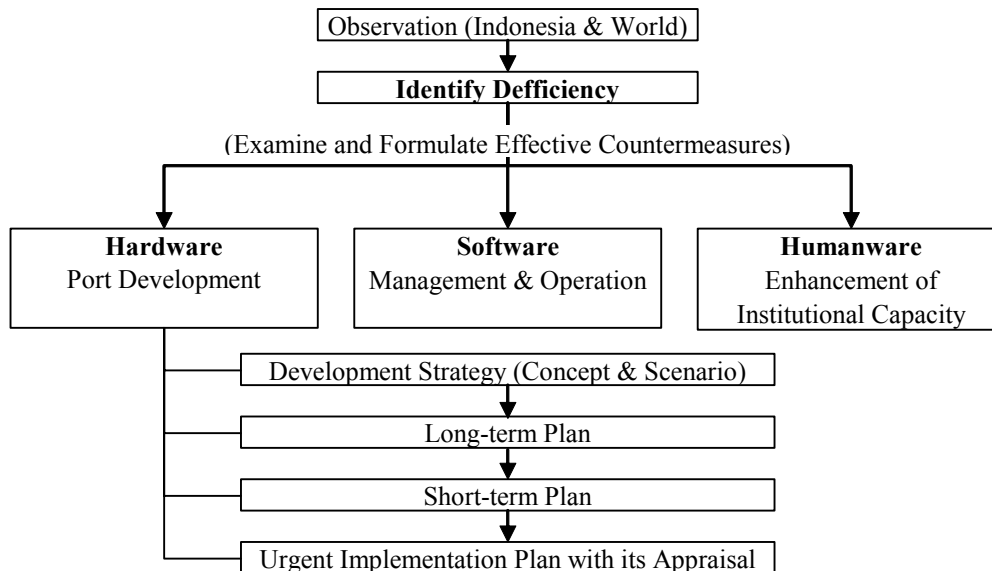 Observation (Indonesia & World)
Identify Defficiency
(Examine and Formulate Effective Countermeasures)
Hardware
Port Development
Software
Management & Operation
Humanware
Enhancement of
Institutional Capacity
Development Strategy (Concept & Scenario)
Long-term Plan
Short-term Plan
Urgent Implementation Plan with its Appraisal